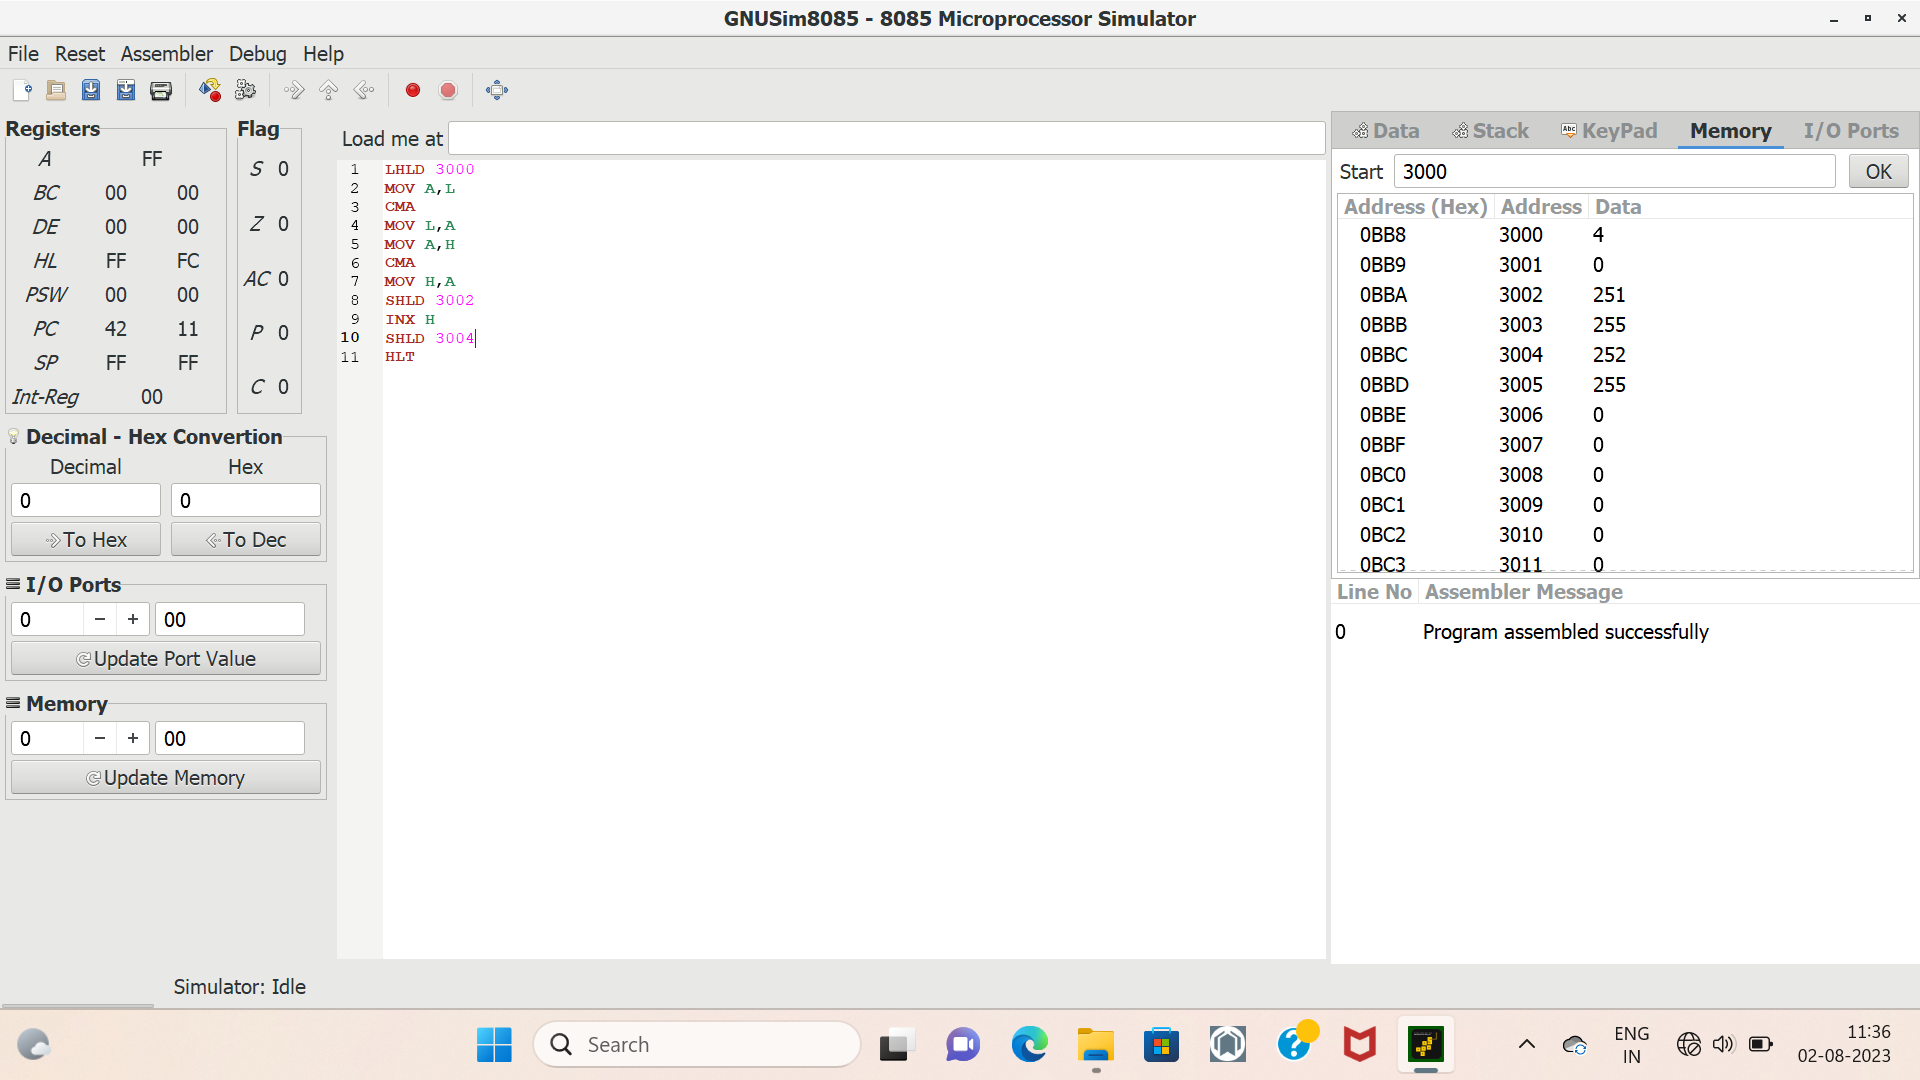 GNUSim8085 - 8085 Microprocessor Simulator
File Reset Assembler Debug Help
Registers
A FF
BC 00 00
DE 00 00
HL FF FC
PSW 00 00
PC 42 11
SP FF FF
Int-Reg 00
Flag
S 0
Z 0
AC 0
P 0
C 0
Decimal - Hex Convertion
Decimal Hex
0 0
To Hex To Dec
I/O Ports
0 − + 00
Update Port Value
Memory
0 − + 00
Update Memory
Load me at
1 LHLD 3000
2 MOV A,L
3 CMA
4 MOV L,A
5 MOV A,H
6 CMA
7 MOV H,A
8 SHLD 3002
9 INX H
10 SHLD 3004
11 HLT
Data Stack Abc KeyPad Memory I/O Ports
Start 3000 OK
Address (Hex) Address Data
0BB8 3000 4
0BB9 3001 0
0BBA 3002 251
0BBB 3003 255
0BBC 3004 252
0BBD 3005 255
0BBE 3006 0
0BBF 3007 0
0BC0 3008 0
0BC1 3009 0
0BC2 3010 0
0BC3 3011 0
Line No Assembler Message
0 Program assembled successfully
Simulator: Idle
Search
ENG
IN
11:36
02-08-2023